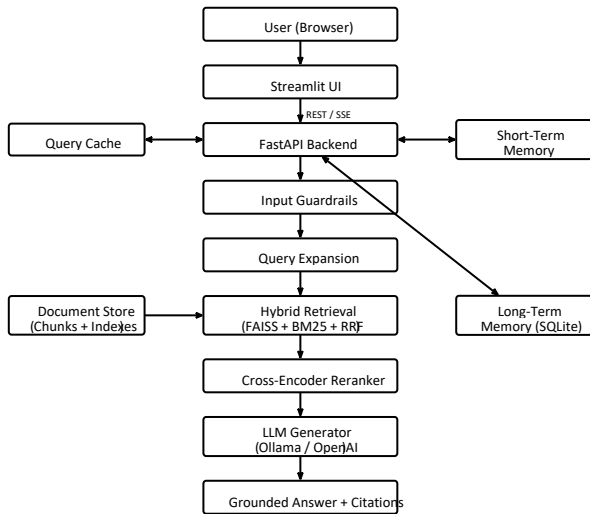 User (Browser)
Streamlit UI
REST / SSE
Query Cache
FastAPI Backend
Short-Term
Memory
Input Guardrails
Query Expansion
Document Store
(Chunks + Indexes)
Hybrid Retrieval
(FAISS + BM25 + RRF)
Long-Term
Memory (SQLite)
Cross-Encoder Reranker
LLM Generator
(Ollama / OpenAI)
Grounded Answer + Citations